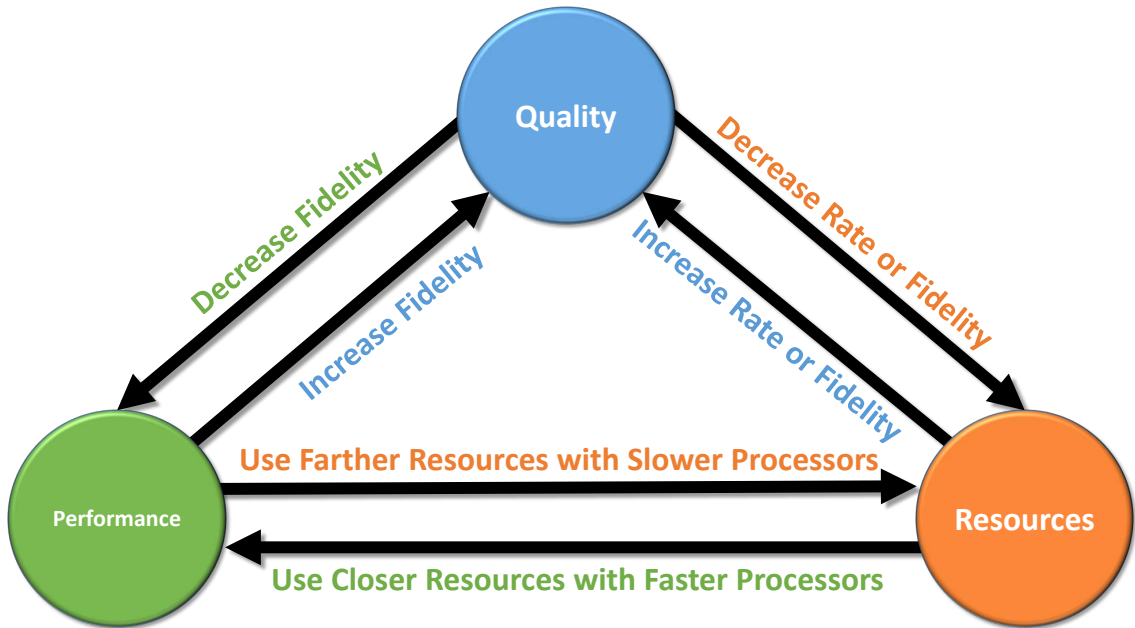 Quality
Decrease Fidelity
Increase Fidelity
Decrease Rate or Fidelity
Increase Rate or Fidelity
Use Farther Resources with Slower Processors
Performance
Resources
Use Closer Resources with Faster Processors